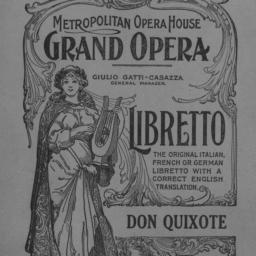 METROPOLITAN OPERA HOUSE
GRAND OPERA
GIULIO GATTI-CASAZZA
GENERAL MANAGER
LIBRETTO
THE ORIGINAL ITALIAN,
FRENCH OR GERMAN
LIBRETTO WITH A
CORRECT ENGLISH
TRANSLATION.
DON QUIXOTE